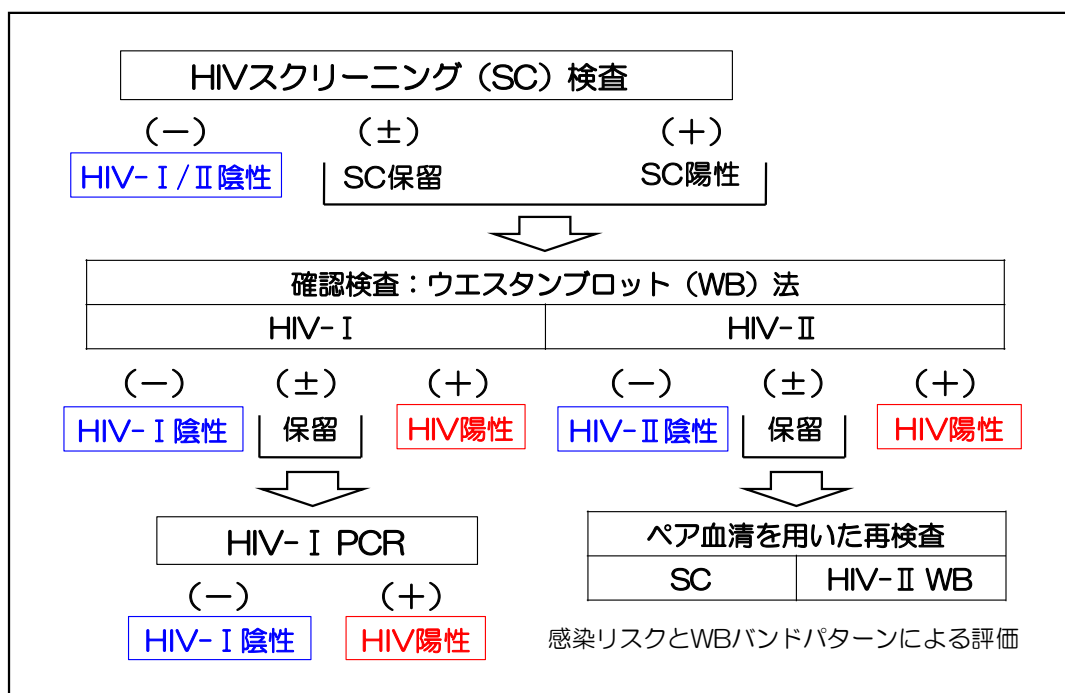 HIVスクリーニング（SC）検査
（－） （±） （＋）
HIV-Ⅰ/Ⅱ陰性 SC保留 SC陽性
確認検査：ウエスタンブロット（WB）法
HIV-Ⅰ HIV-Ⅱ
（－） （±） （＋） （－） （±） （＋）
HIV-Ⅰ陰性 保留 HIV陽性 HIV-Ⅱ陰性 保留 HIV陽性
HIV-Ⅰ PCR
ペア血清を用いた再検査
SC HIV-Ⅱ WB
（－） （＋）
HIV-Ⅰ陰性 HIV陽性
感染リスクとWBバンドパターンによる評価